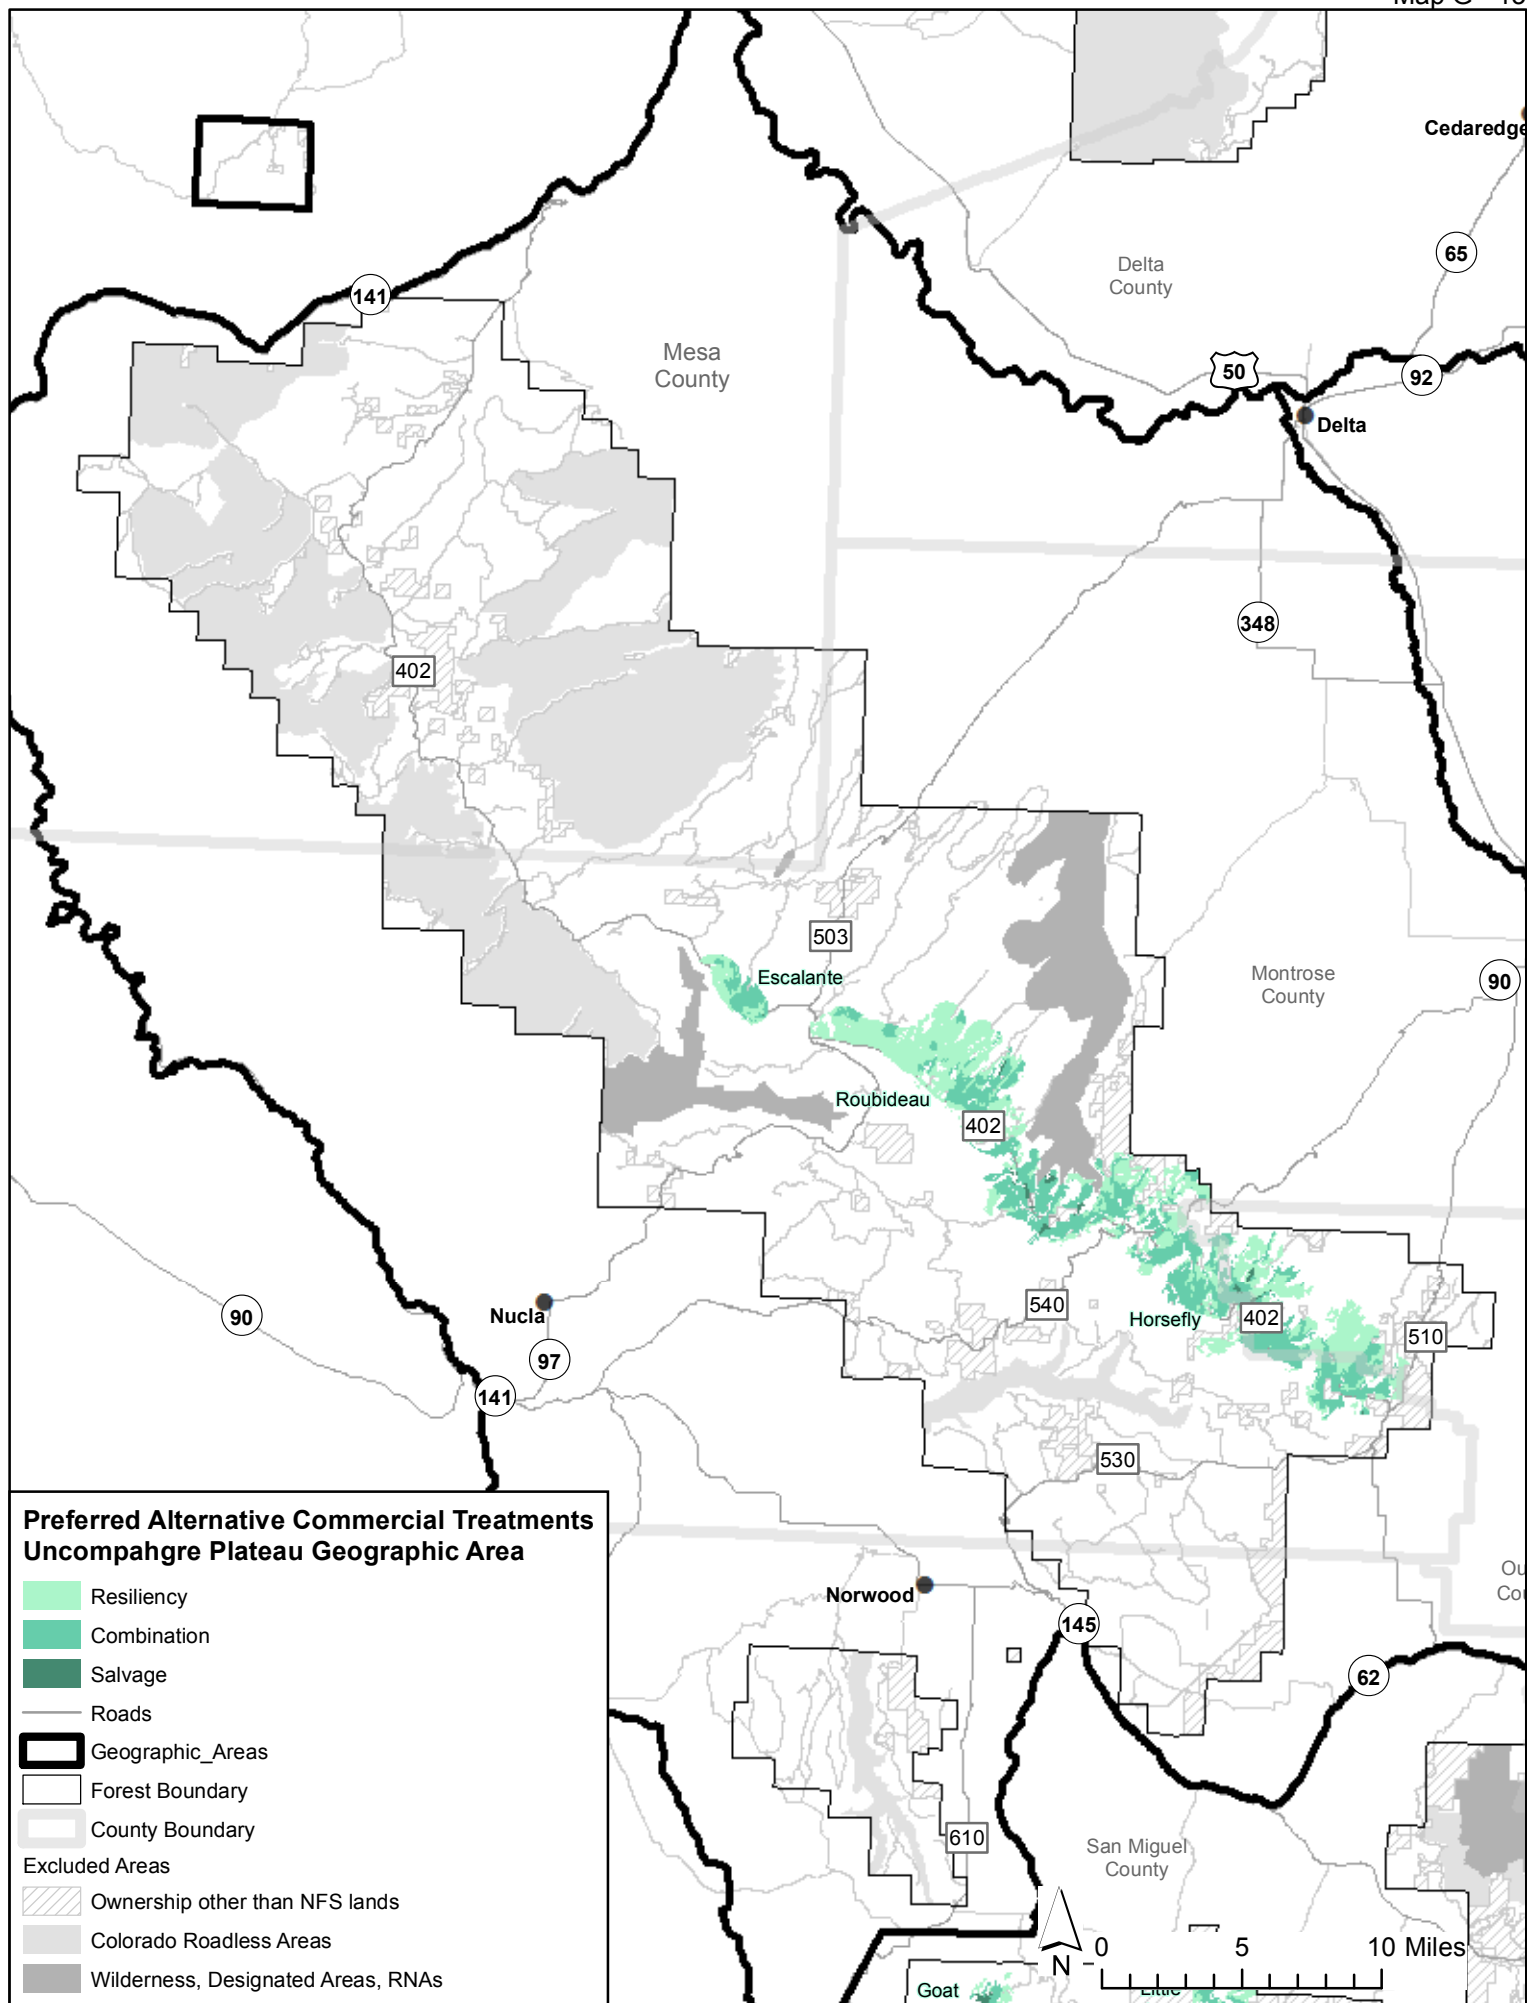 Cedaredge
65
Delta
County
141
Mesa
County
50
92
Delta
348
402
503
Escalante
Montrose
County
90
Roubideau
402
540
Horsefly
402
510
Nucla
90
97
141
530
Preferred Alternative Commercial Treatments
Uncompahgre Plateau Geographic Area
Resiliency
Combination
Salvage
Roads
Geographic_Areas
Forest Boundary
County Boundary
Excluded Areas
Ownership other than NFS lands
Colorado Roadless Areas
Wilderness, Designated Areas, RNAs
Norwood
145
62
610
San Miguel
County
N
0 5 10 Miles
Goat